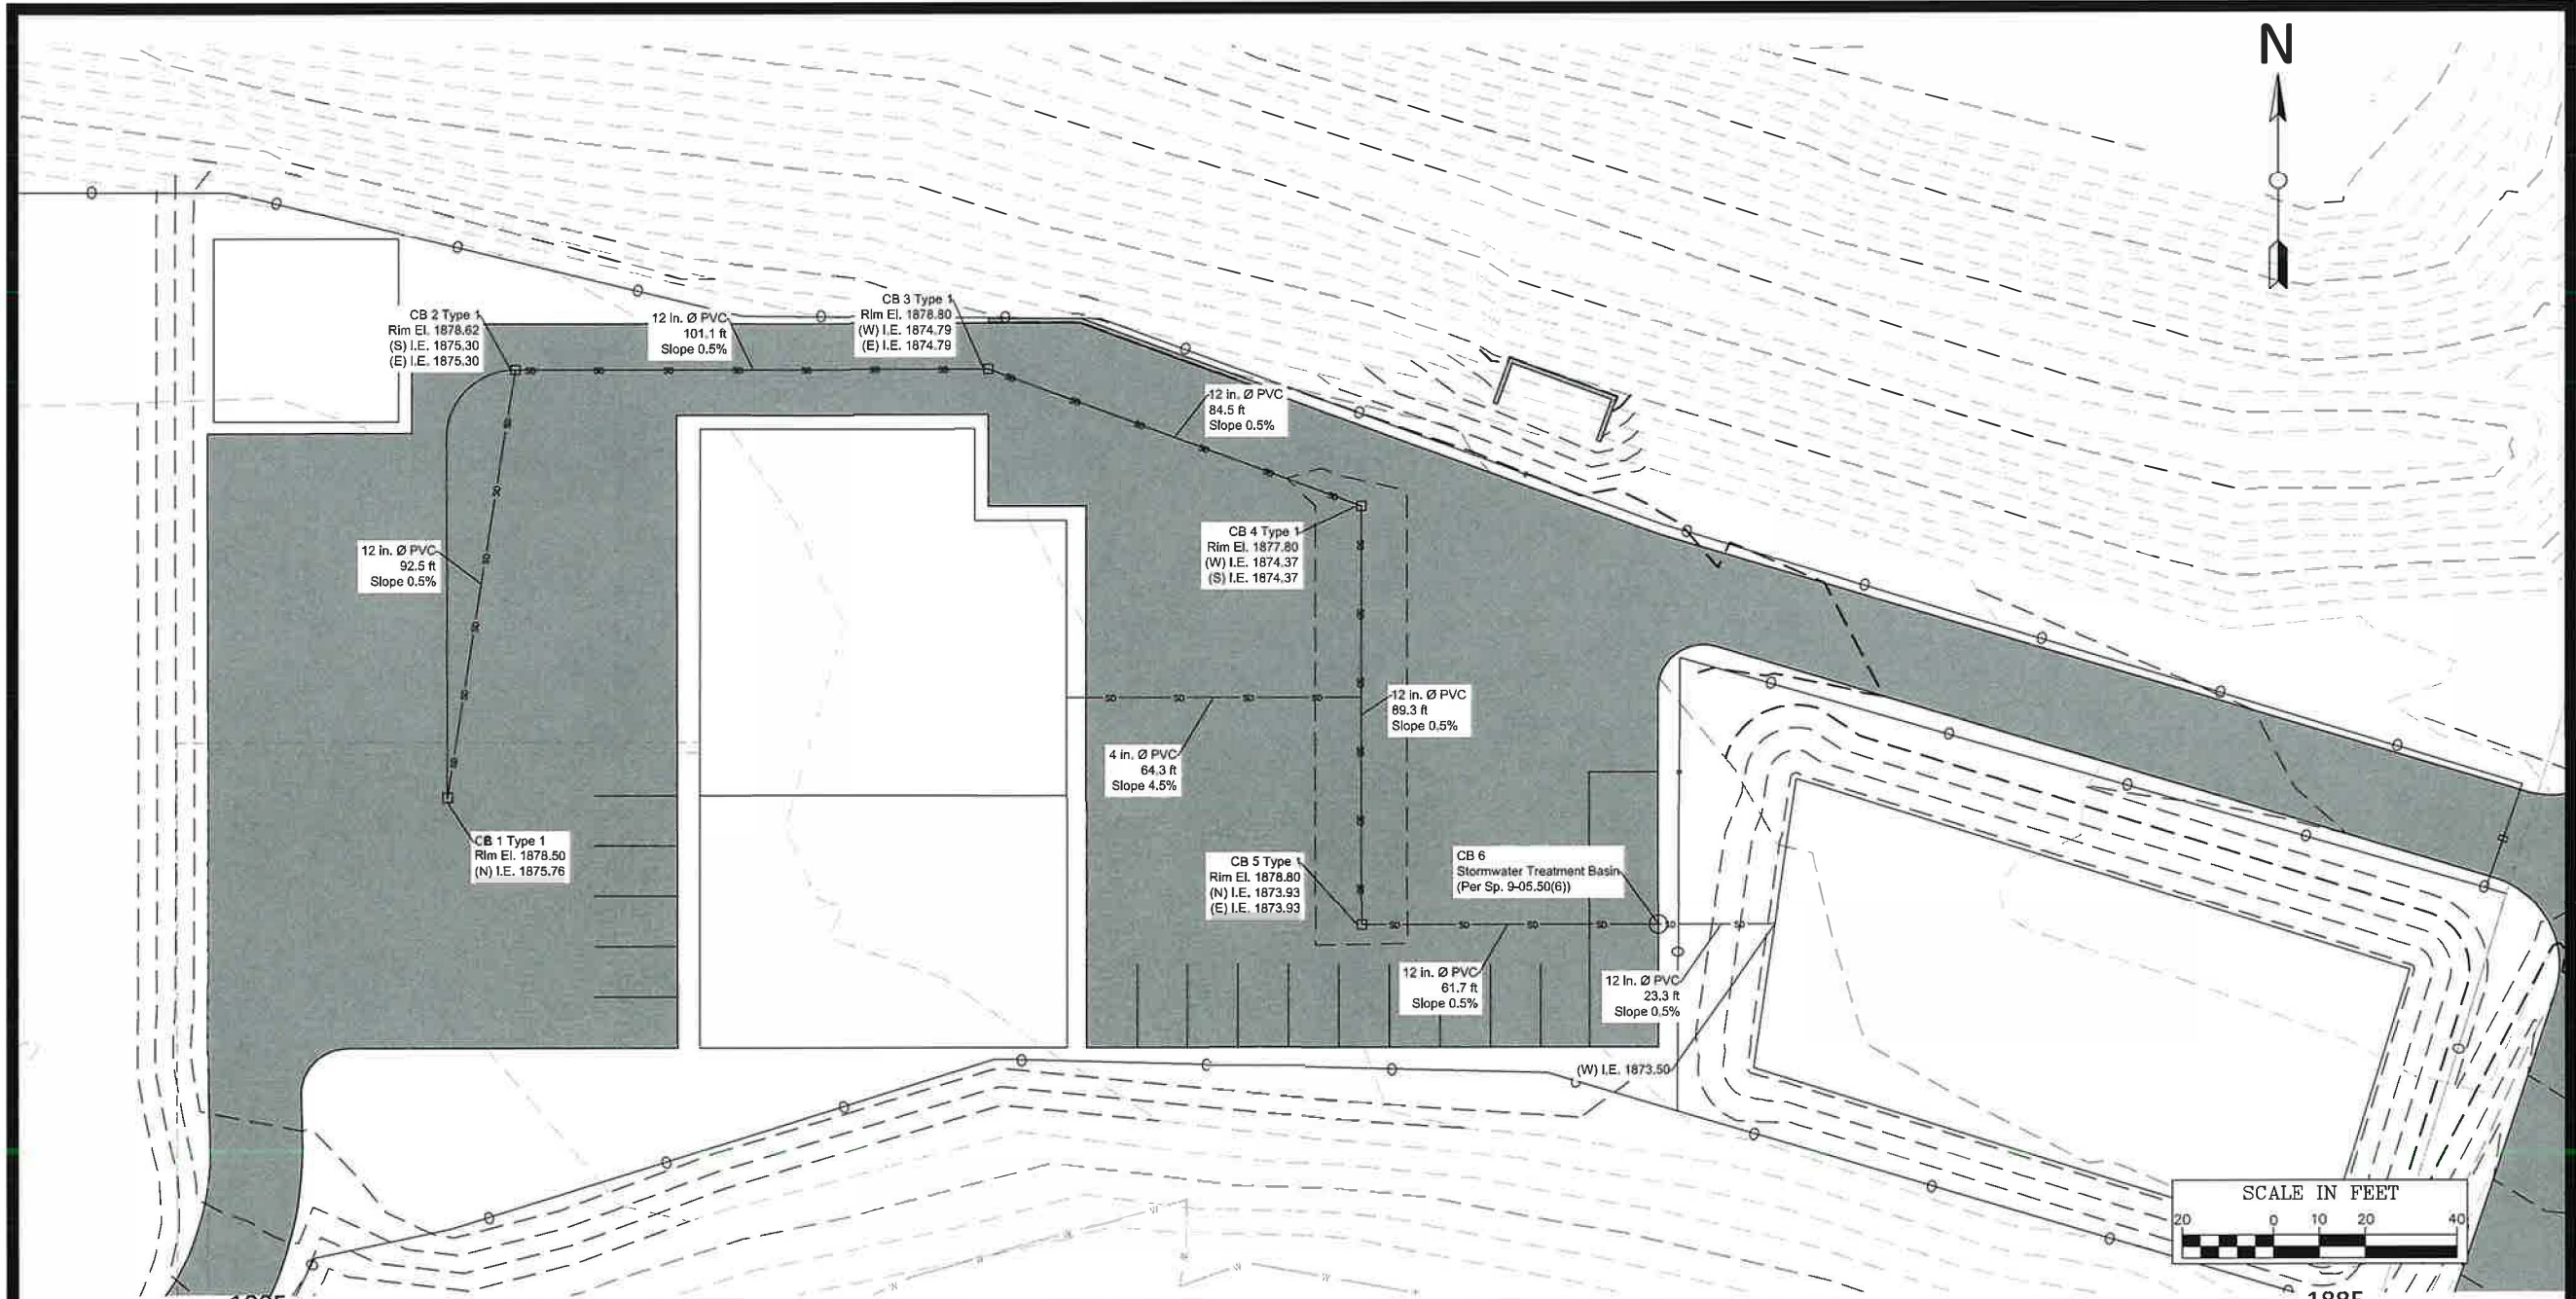 N
CB 2 Type 1
Rim El. 1878.62
(S) I.E. 1875.30
(E) I.E. 1875.30
12 in. Ø PVC
101.1 ft
Slope 0.5%
CB 3 Type 1
Rim El. 1878.80
(W) I.E. 1874.79
(E) I.E. 1874.79
12 in. Ø PVC
84.5 ft
Slope 0.5%
12 in. Ø PVC
92.5 ft
Slope 0.5%
CB 4 Type 1
Rim El. 1877.80
(W) I.E. 1874.37
(S) I.E. 1874.37
12 in. Ø PVC
89.3 ft
Slope 0.5%
4 in. Ø PVC
64.3 ft
Slope 4.5%
CB 1 Type 1
Rim El. 1878.50
(N) I.E. 1875.76
CB 5 Type 1
Rim El. 1878.80
(N) I.E. 1873.93
(E) I.E. 1873.93
CB 6
Stormwater Treatment Basin
(Per Sp. 9-05.50(6))
12 in. Ø PVC
61.7 ft
Slope 0.5%
12 in. Ø PVC
23.3 ft
Slope 0.5%
(W) I.E. 1873.50
SCALE IN FEET
20 0 10 20 40
1885